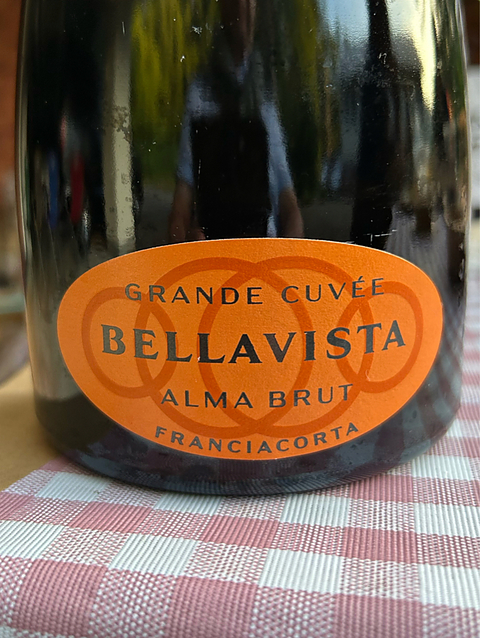 GRANDE CUVÉE
BELLAVISTA
ALMA BRUT
FRANCIACORTA